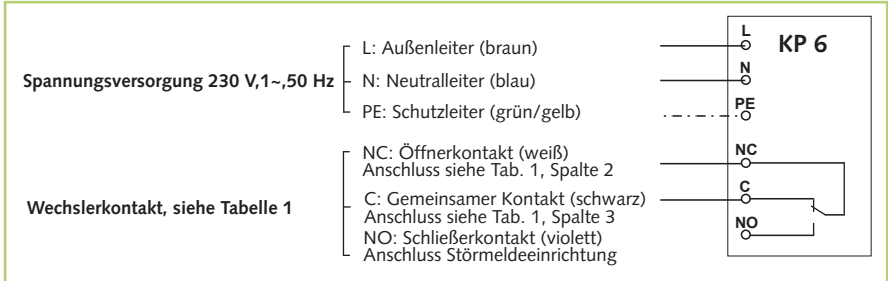 Spannungsversorgung 230 V,1~,50 Hz
L: Außenleiter (braun)
N: Neutralleiter (blau)
PE: Schutzleiter (grün/gelb)
Wechslerkontakt, siehe Tabelle 1
NC: Öffnerkontakt (weiß)
Anschluss siehe Tab. 1, Spalte 2
C: Gemeinsamer Kontakt (schwarz)
Anschluss siehe Tab. 1, Spalte 3
NO: Schließerkontakt (violett)
Anschluss Störmeldeeinrichtung
KP 6
L
N
PE
NC
C
NO